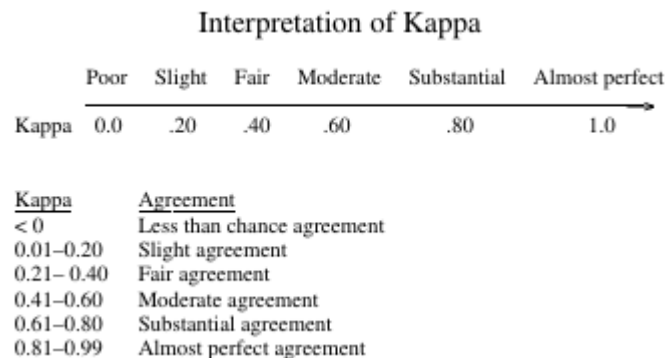 Interpretation of Kappa
Poor Slight Fair Moderate Substantial Almost perfect
Kappa 0.0 .20 .40 .60 .80 1.0
Kappa Agreement
< 0 Less than chance agreement
0.01–0.20 Slight agreement
0.21– 0.40 Fair agreement
0.41–0.60 Moderate agreement
0.61–0.80 Substantial agreement
0.81–0.99 Almost perfect agreement